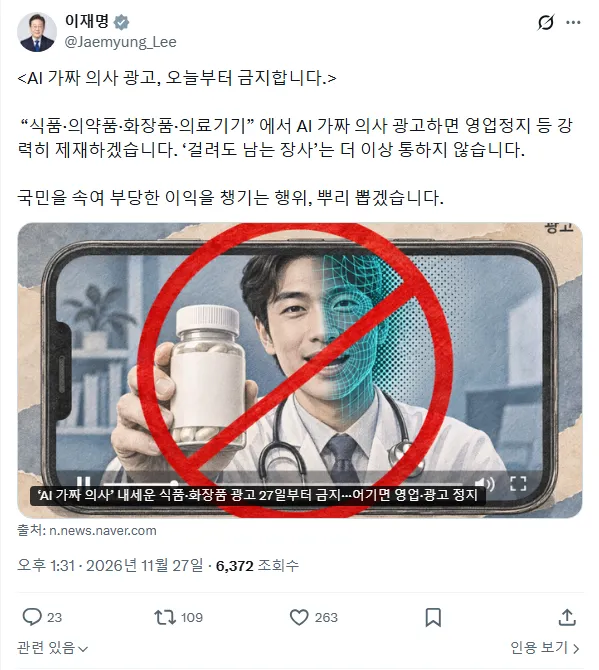 이재명
@Jaemyung_Lee
<AI 가짜 의사 광고, 오늘부터 금지합니다.>
“식품·의약품·화장품·의료기기” 에서 AI 가짜 의사 광고하면 영업정지 등 강
력히 제재하겠습니다. ‘걸려도 남는 장사’는 더 이상 통하지 않습니다.
국민을 속여 부당한 이익을 챙기는 행위, 뿌리 뽑겠습니다.
광고
‘AI 가짜 의사’ 내세운 식품·화장품 광고 27일부터 금지…어기면 영업·광고 정지
출처: n.news.naver.com
오후 1:31 · 2026년 11월 27일 · 6,372 조회수
23 109 263
관련 있음
인용 보기